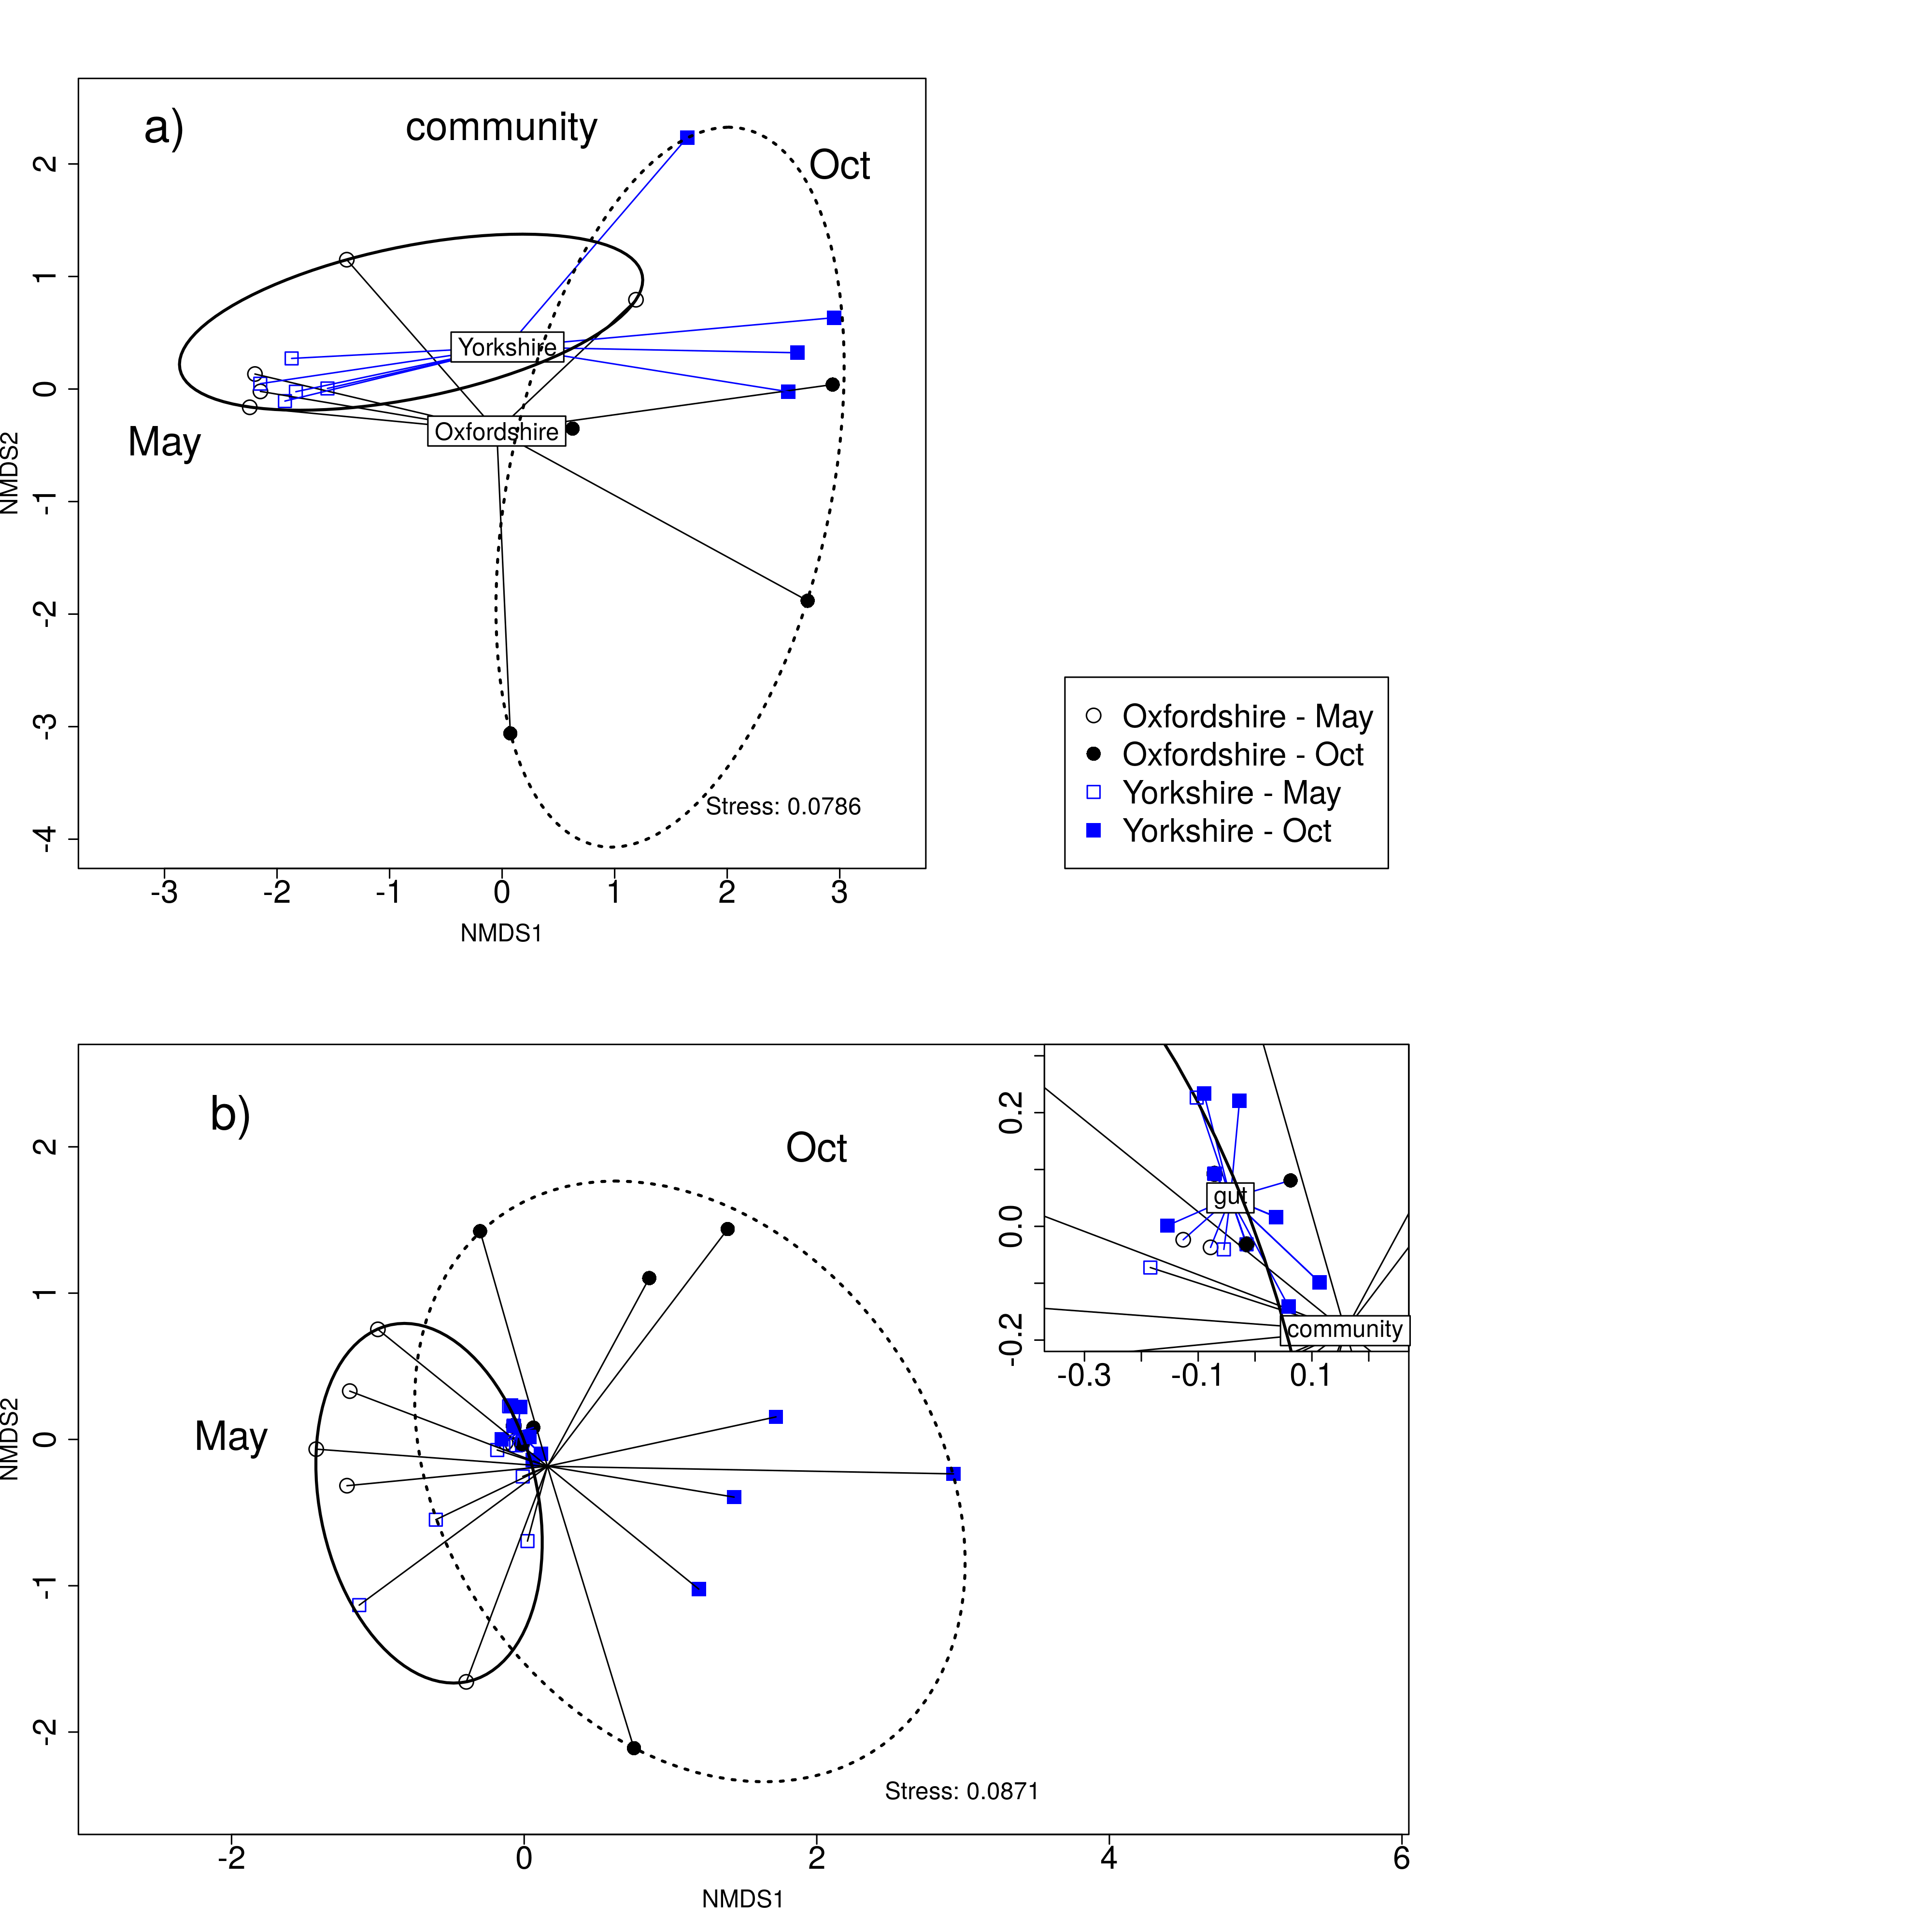 a)
community
Oct
May
Yorkshire
Oxfordshire
Stress: 0.0786
2
1
0
-1
-2
-3
-4
NMDS2
-3 -2 -1 0 1 2 3
NMDS1
Oxfordshire - May
Oxfordshire - Oct
Yorkshire - May
Yorkshire - Oct
b)
Oct
May
Stress: 0.0871
2
1
0
-1
-2
NMDS2
-2 0 2 4 6
NMDS1
gut
community
0.2
0.0
-0.2
-0.3 -0.1 0.1